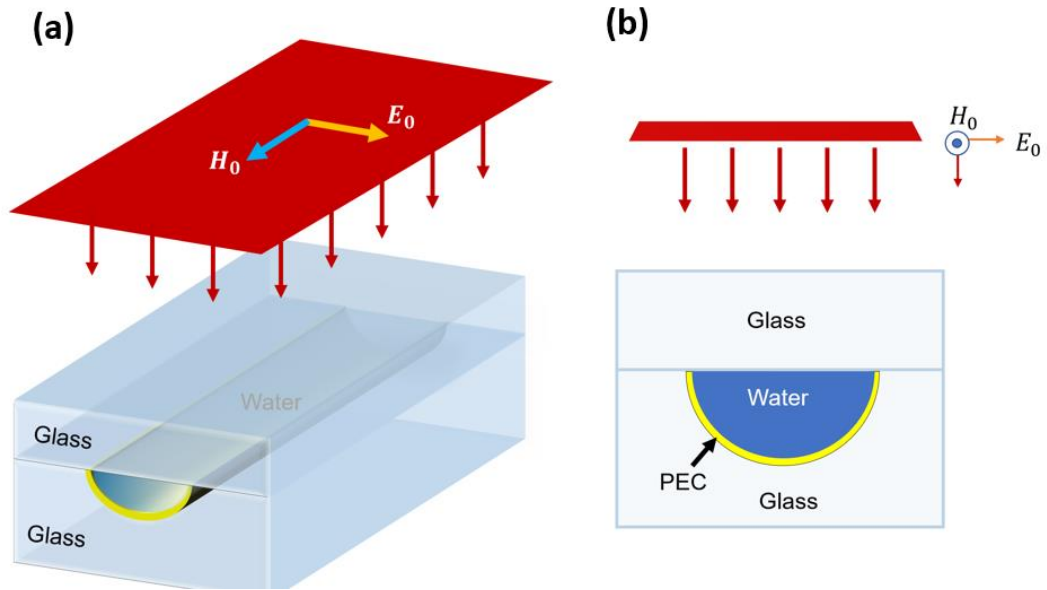 (a)
E₀
H₀
Water
Glass
Glass
(b)
H₀
E₀
Glass
Water
PEC
Glass